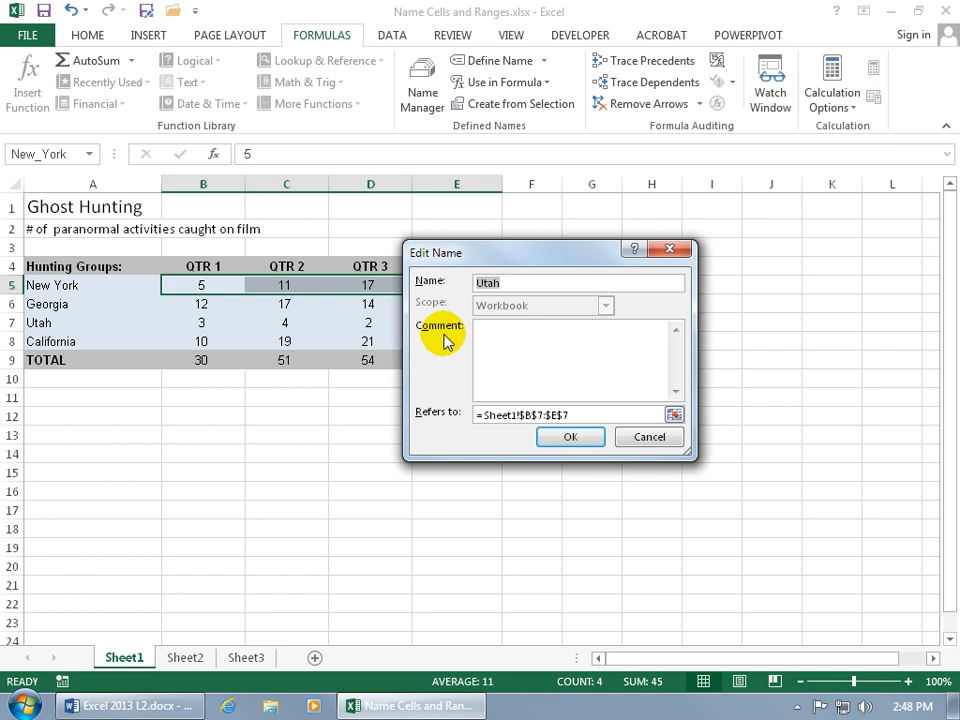 Name Cells and Ranges.xlsx - Excel
FILE HOME INSERT PAGE LAYOUT FORMULAS DATA REVIEW VIEW DEVELOPER ACROBAT POWERPIVOT Sign in
fx Insert Function
Σ AutoSum
Recently Used
Financial
Logical
Text
Date & Time
Lookup & Reference
Math & Trig
More Functions
Function Library
Name Manager
Define Name
Use in Formula
Create from Selection
Defined Names
Trace Precedents
Trace Dependents
Remove Arrows
Formula Auditing
Watch Window
Calculation Options
Calculation
New_York fx 5
A B C D E F G H I J K L
1 Ghost Hunting
2 # of paranormal activities caught on film
3
4 Hunting Groups: QTR 1 QTR 2 QTR 3
5 New York 5 11 17
6 Georgia 12 17 14
7 Utah 3 4 2
8 California 10 19 21
9 TOTAL 30 51 54
10
11
12
13
14
15
16
17
18
19
20
21
22
23
24
Edit Name
Name: Utah
Scope: Workbook
Comment:
Refers to: =Sheet1!$B$7:$E$7
OK Cancel
Sheet1 Sheet2 Sheet3
READY AVERAGE: 11 COUNT: 4 SUM: 45 100%
Excel 2013 L2.docx - ... Name Cells and Ran... 2:48 PM